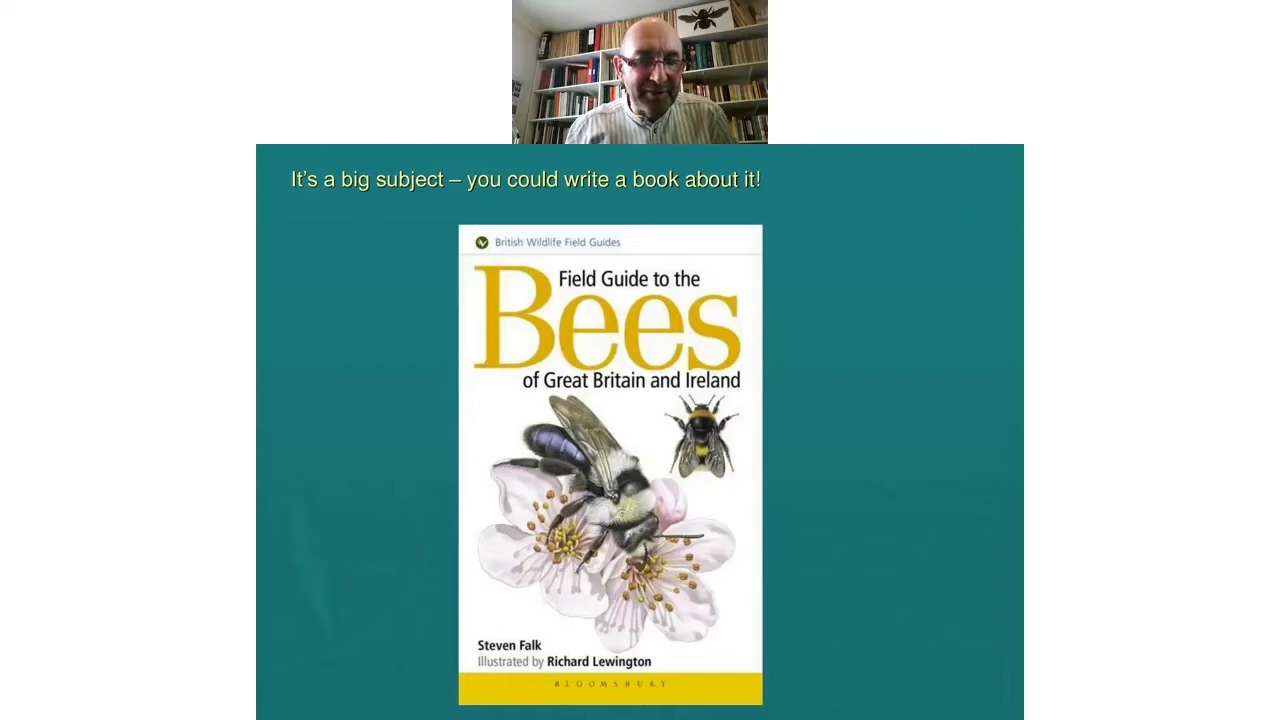 It's a big subject – you could write a book about it!
British Wildlife Field Guides
Field Guide to the
Bees
of Great Britain and Ireland
Steven Falk
Illustrated by Richard Lewington
BLOOMSBURY